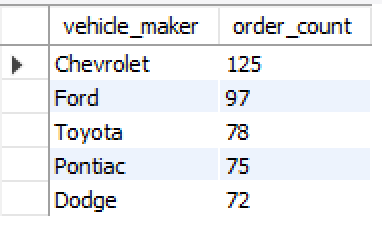 vehicle_maker order_count
Chevrolet 125
Ford 97
Toyota 78
Pontiac 75
Dodge 72